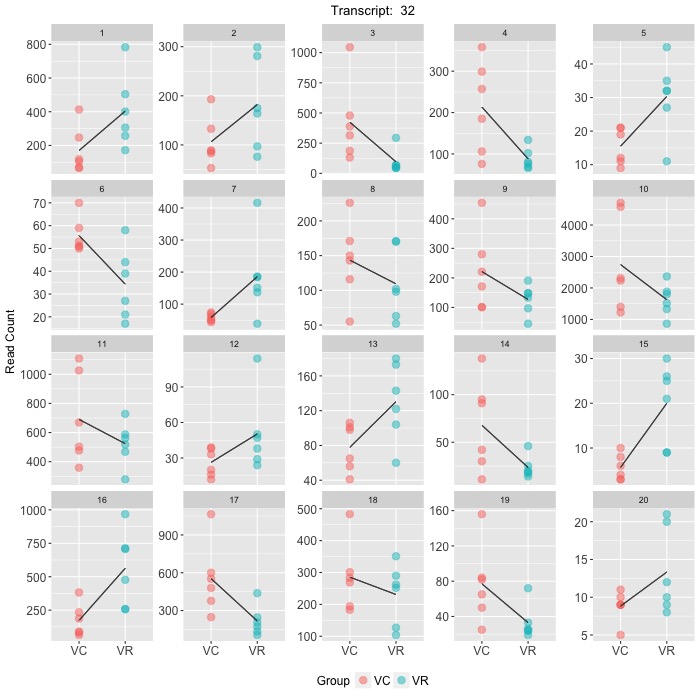 Transcript: 32
1 2 3 4 5
800 600 400 200
300 200 100
1000 750 500 250 0
300 200 100
40 30 20 10
6 7 8 9 10
70 60 50 40 30 20
400 300 200 100
200 150 100 50
400 300 200 100
4000 3000 2000 1000
Read Count
11 12 13 14 15
1000 800 600 400
90 60 30
160 120 80 40
100 50
30 20 10
16 17 18 19 20
1000 750 500 250
900 600 300
500 400 300 200 100
160 120 80 40
20 15 10 5
VC VR VC VR VC VR VC VR VC VR
Group VC VR